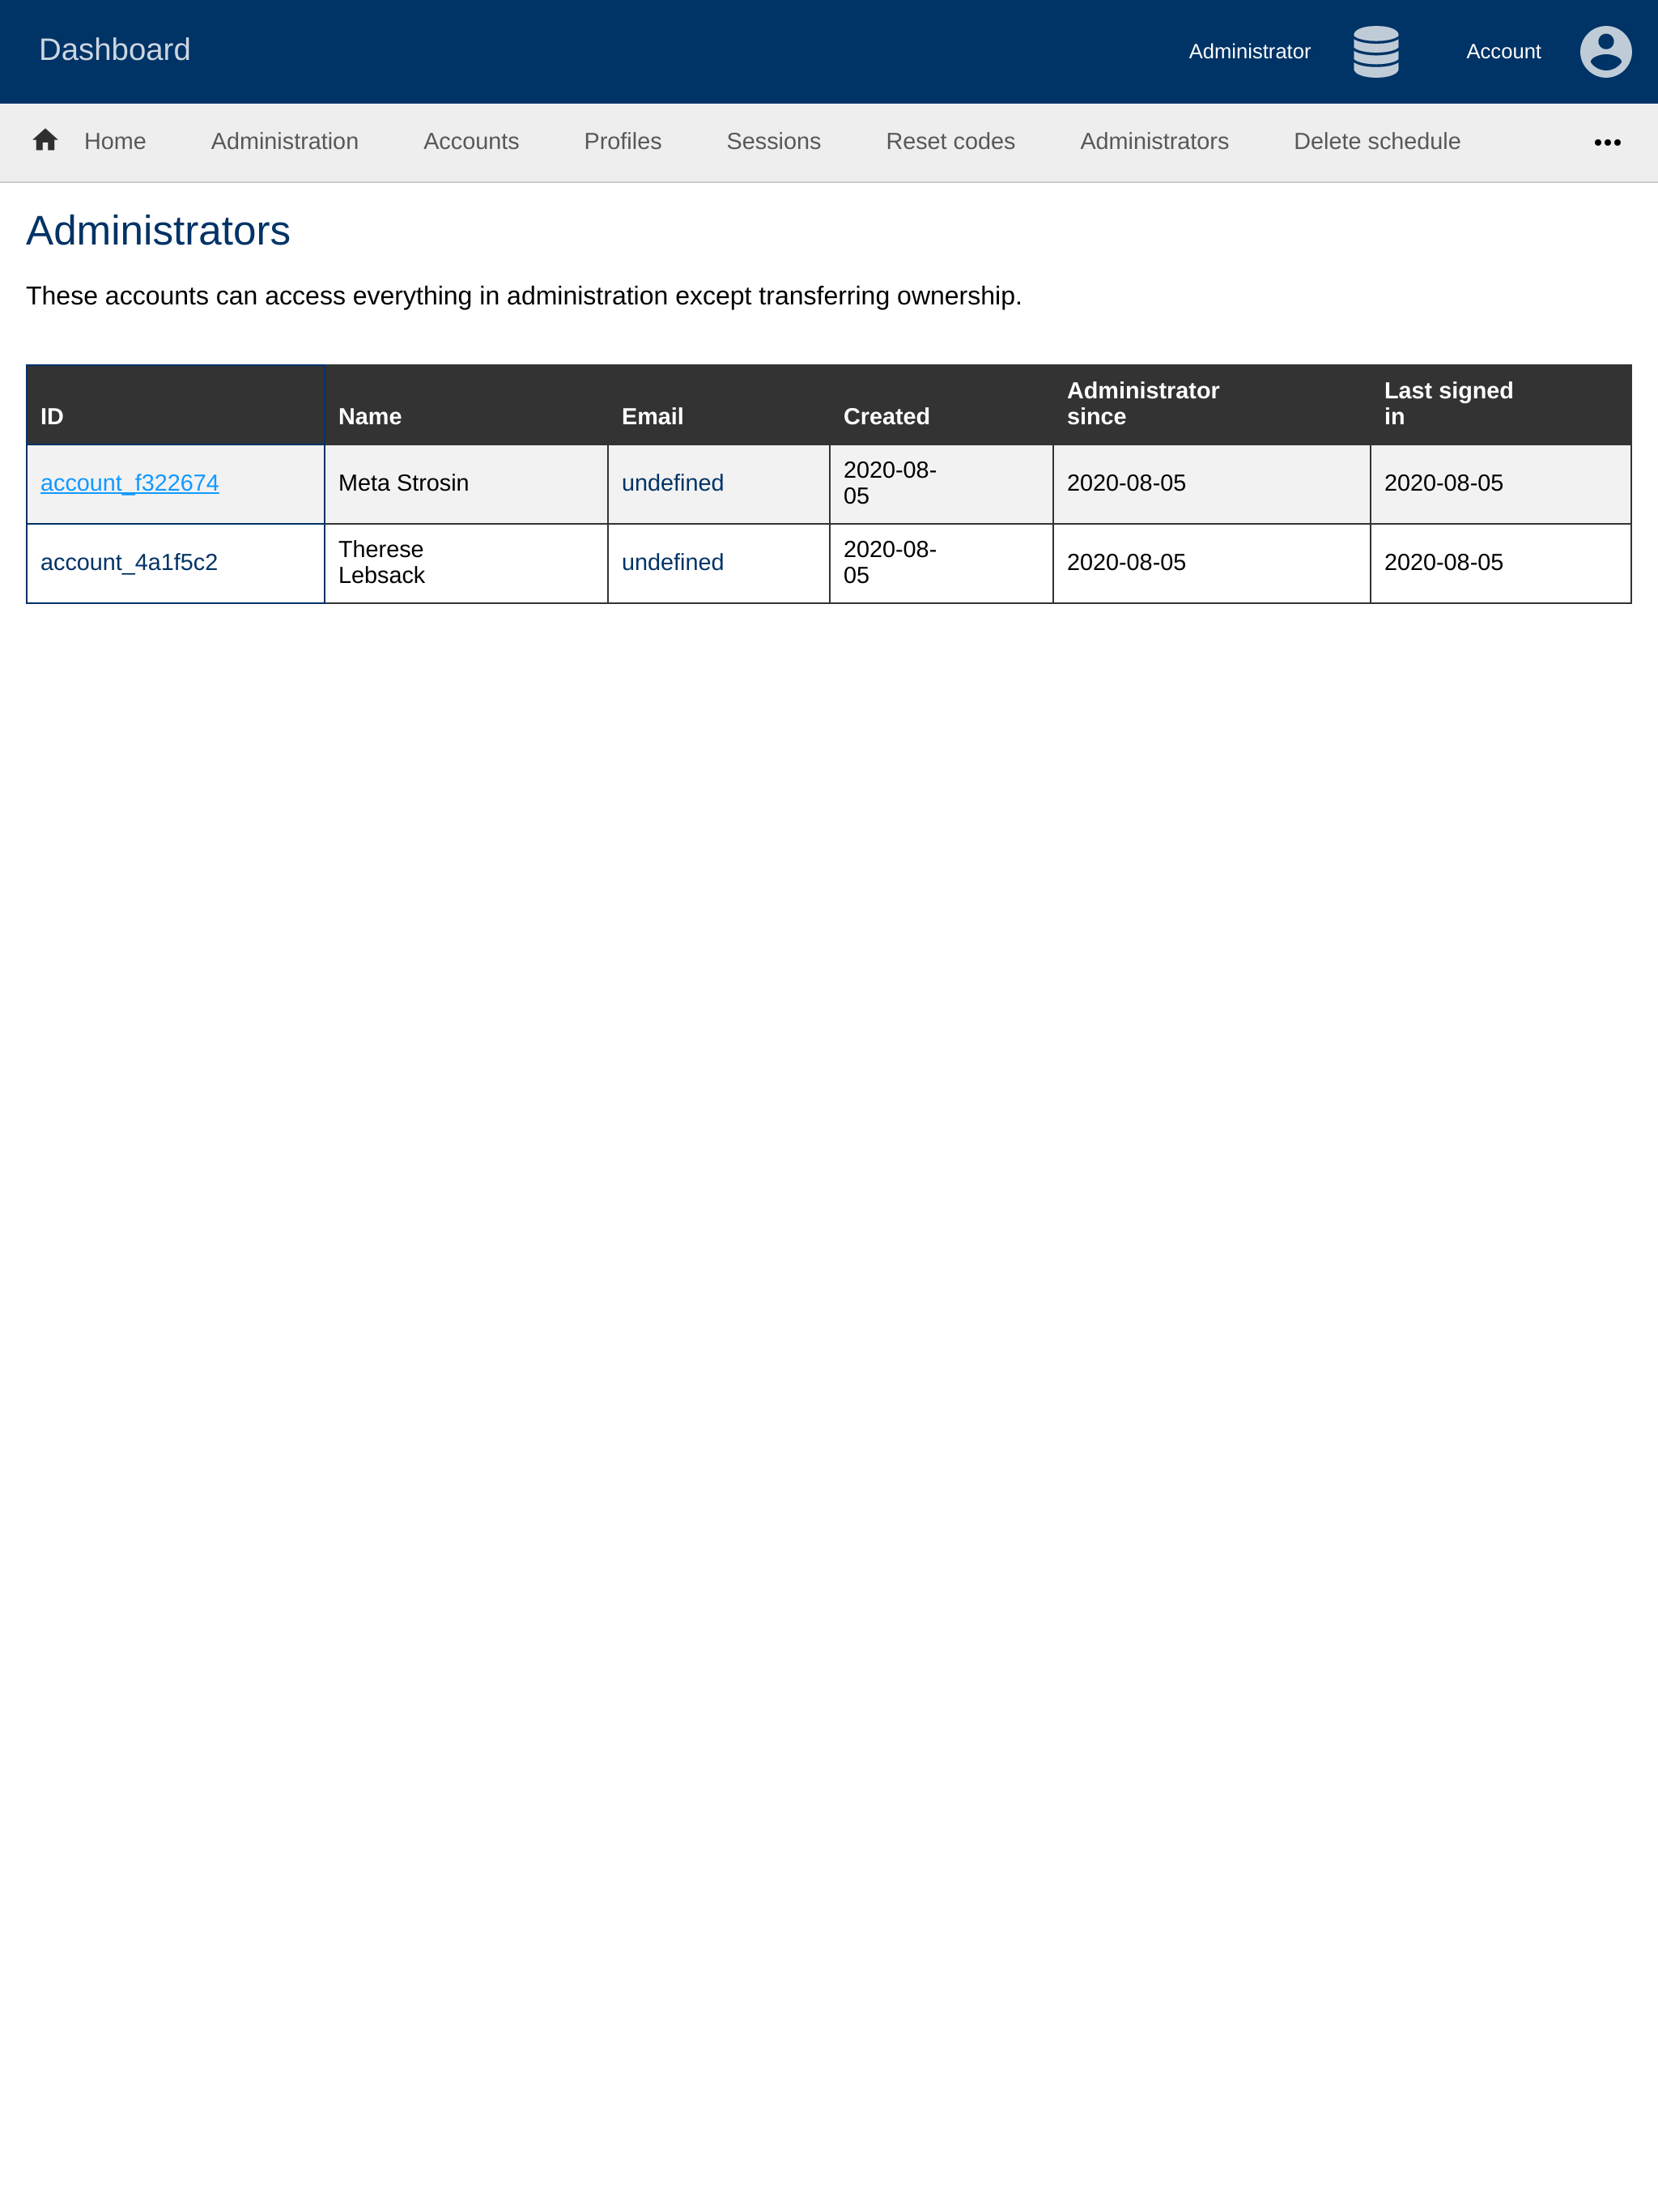 Dashboard
Administrator
Account
Home Administration Accounts Profiles Sessions Reset codes Administrators Delete schedule
Administrators
These accounts can access everything in administration except transferring ownership.
ID Name Email Created Administrator since Last signed in
account_f322674 Meta Strosin undefined 2020-08-05 2020-08-05 2020-08-05
account_4a1f5c2 Therese Lebsack undefined 2020-08-05 2020-08-05 2020-08-05